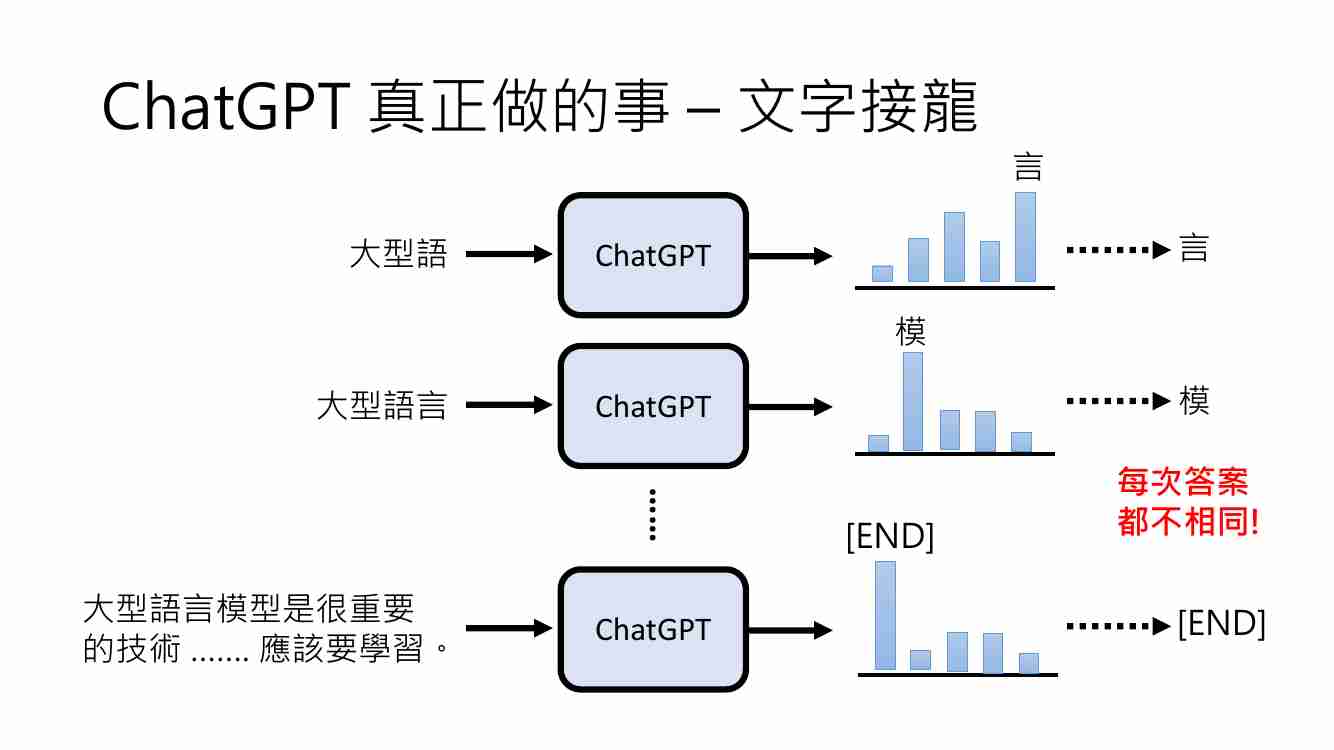 ChatGPT 真正做的事 – 文字接龍
言
大型語
ChatGPT
言
模
大型語言
ChatGPT
模
每次答案
都不相同!
[END]
大型語言模型是很重要
的技術 ....... 應該要學習。
ChatGPT
[END]